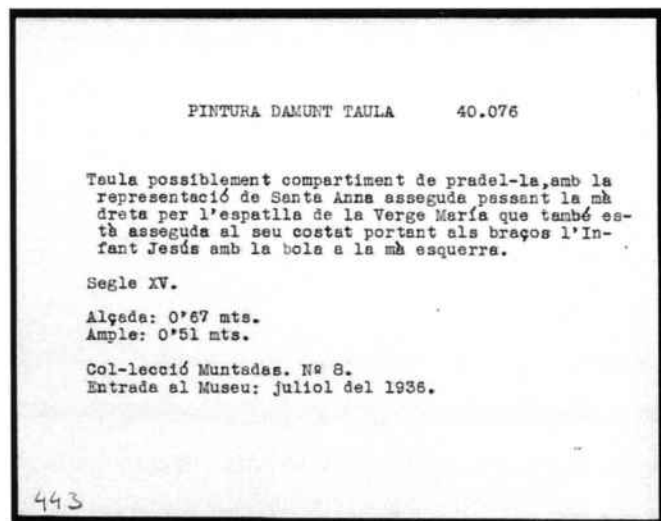 PINTURA DAMUNT TAULA 40.076
Taula possiblement compartiment de pradel-la,amb la
representació de Santa Anna asseguda passant la mà
dreta per l'espatlla de la Verge María que també es-
tà asseguda al seu costat portant als braços l'In-
fant Jesús amb la bola a la mà esquerra.
Segle XV.
Alçada: 0'67 mts.
Ample: 0'51 mts.
Col-lecció Muntadas. Nº 8.
Entrada al Museu: juliol del 1936.
443